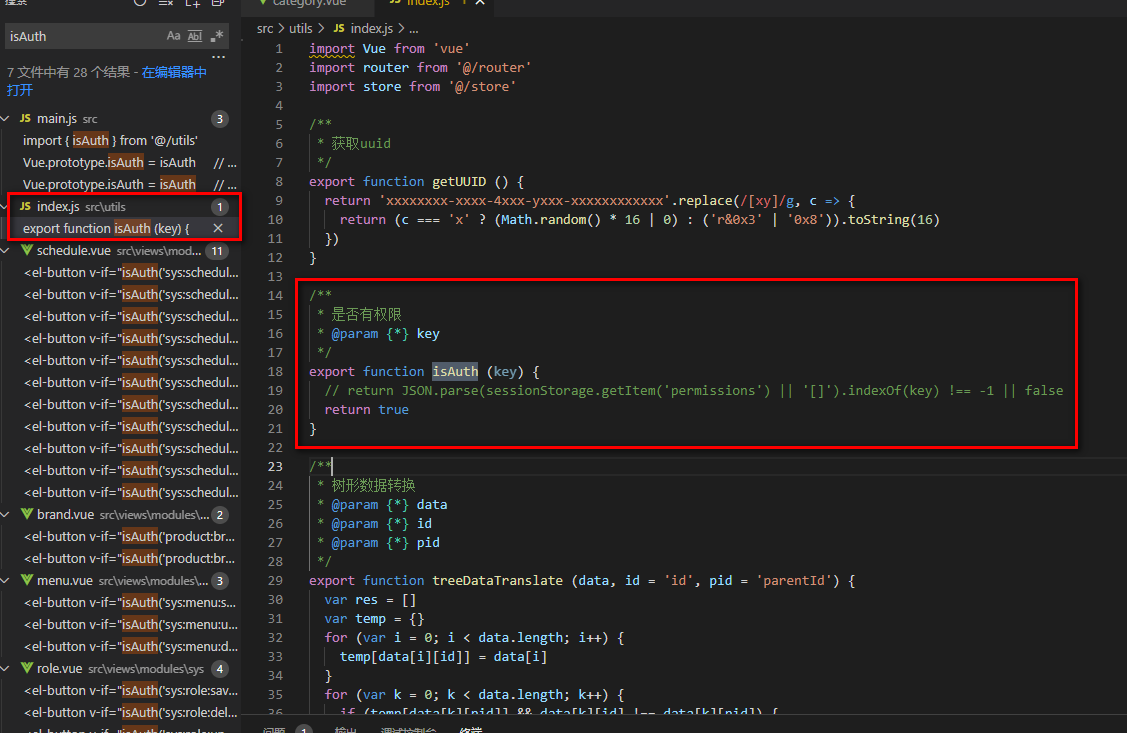 category.vue
JS index.js
isAuth
Aa Abl .*
...
7 文件中有 28 个结果 - 在编辑器中
打开
JS main.js src 3
import { isAuth } from '@/utils'
Vue.prototype.isAuth = isAuth // ...
Vue.prototype.isAuth = isAuth // ...
JS index.js src\utils 1
export function isAuth (key) {
schedule.vue src\views\mod... 11
<el-button v-if="isAuth('sys:schedul...
<el-button v-if="isAuth('sys:schedul...
<el-button v-if="isAuth('sys:schedul...
<el-button v-if="isAuth('sys:schedul...
<el-button v-if="isAuth('sys:schedul...
<el-button v-if="isAuth('sys:schedul...
<el-button v-if="isAuth('sys:schedul...
<el-button v-if="isAuth('sys:schedul...
<el-button v-if="isAuth('sys:schedul...
<el-button v-if="isAuth('sys:schedul...
<el-button v-if="isAuth('sys:schedul...
brand.vue src\views\modules\... 2
<el-button v-if="isAuth('product:br...
<el-button v-if="isAuth('product:br...
menu.vue src\views\modules\... 3
<el-button v-if="isAuth('sys:menu:s...
<el-button v-if="isAuth('sys:menu:u...
<el-button v-if="isAuth('sys:menu:d...
role.vue src\views\modules\sys 4
<el-button v-if="isAuth('sys:role:sav...
<el-button v-if="isAuth('sys:role:del...
src > utils > JS index.js > ...
1 import Vue from 'vue'
2 import router from '@/router'
3 import store from '@/store'
4
5 /**
6 * 获取uuid
7 */
8 export function getUUID () {
9 return 'xxxxxxxx-xxxx-4xxx-yxxx-xxxxxxxxxxxx'.replace(/[xy]/g, c => {
10 return (c === 'x' ? (Math.random() * 16 | 0) : ('r&0x3' | '0x8')).toString(16)
11 })
12 }
13
14 /**
15 * 是否有权限
16 * @param {*} key
17 */
18 export function isAuth (key) {
19 // return JSON.parse(sessionStorage.getItem('permissions') || '[]').indexOf(key) !== -1 || false
20 return true
21 }
22
23 /**
24 * 树形数据转换
25 * @param {*} data
26 * @param {*} id
27 * @param {*} pid
28 */
29 export function treeDataTranslate (data, id = 'id', pid = 'parentId') {
30 var res = []
31 var temp = {}
32 for (var i = 0; i < data.length; i++) {
33 temp[data[i][id]] = data[i]
34 }
35 for (var k = 0; k < data.length; k++) {
36 if (temp[data[k][pid]] && data[k][id] !== data[k][pid]) {
问题 1 输出 调试控制台 终端